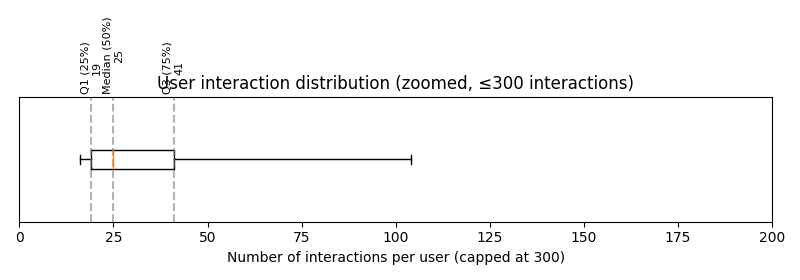 Q1 (25%)
19
Median (50%)
25
Q3 (75%)
41
User interaction distribution (zoomed, ≤300 interactions)
0 25 50 75 100 125 150 175 200
Number of interactions per user (capped at 300)